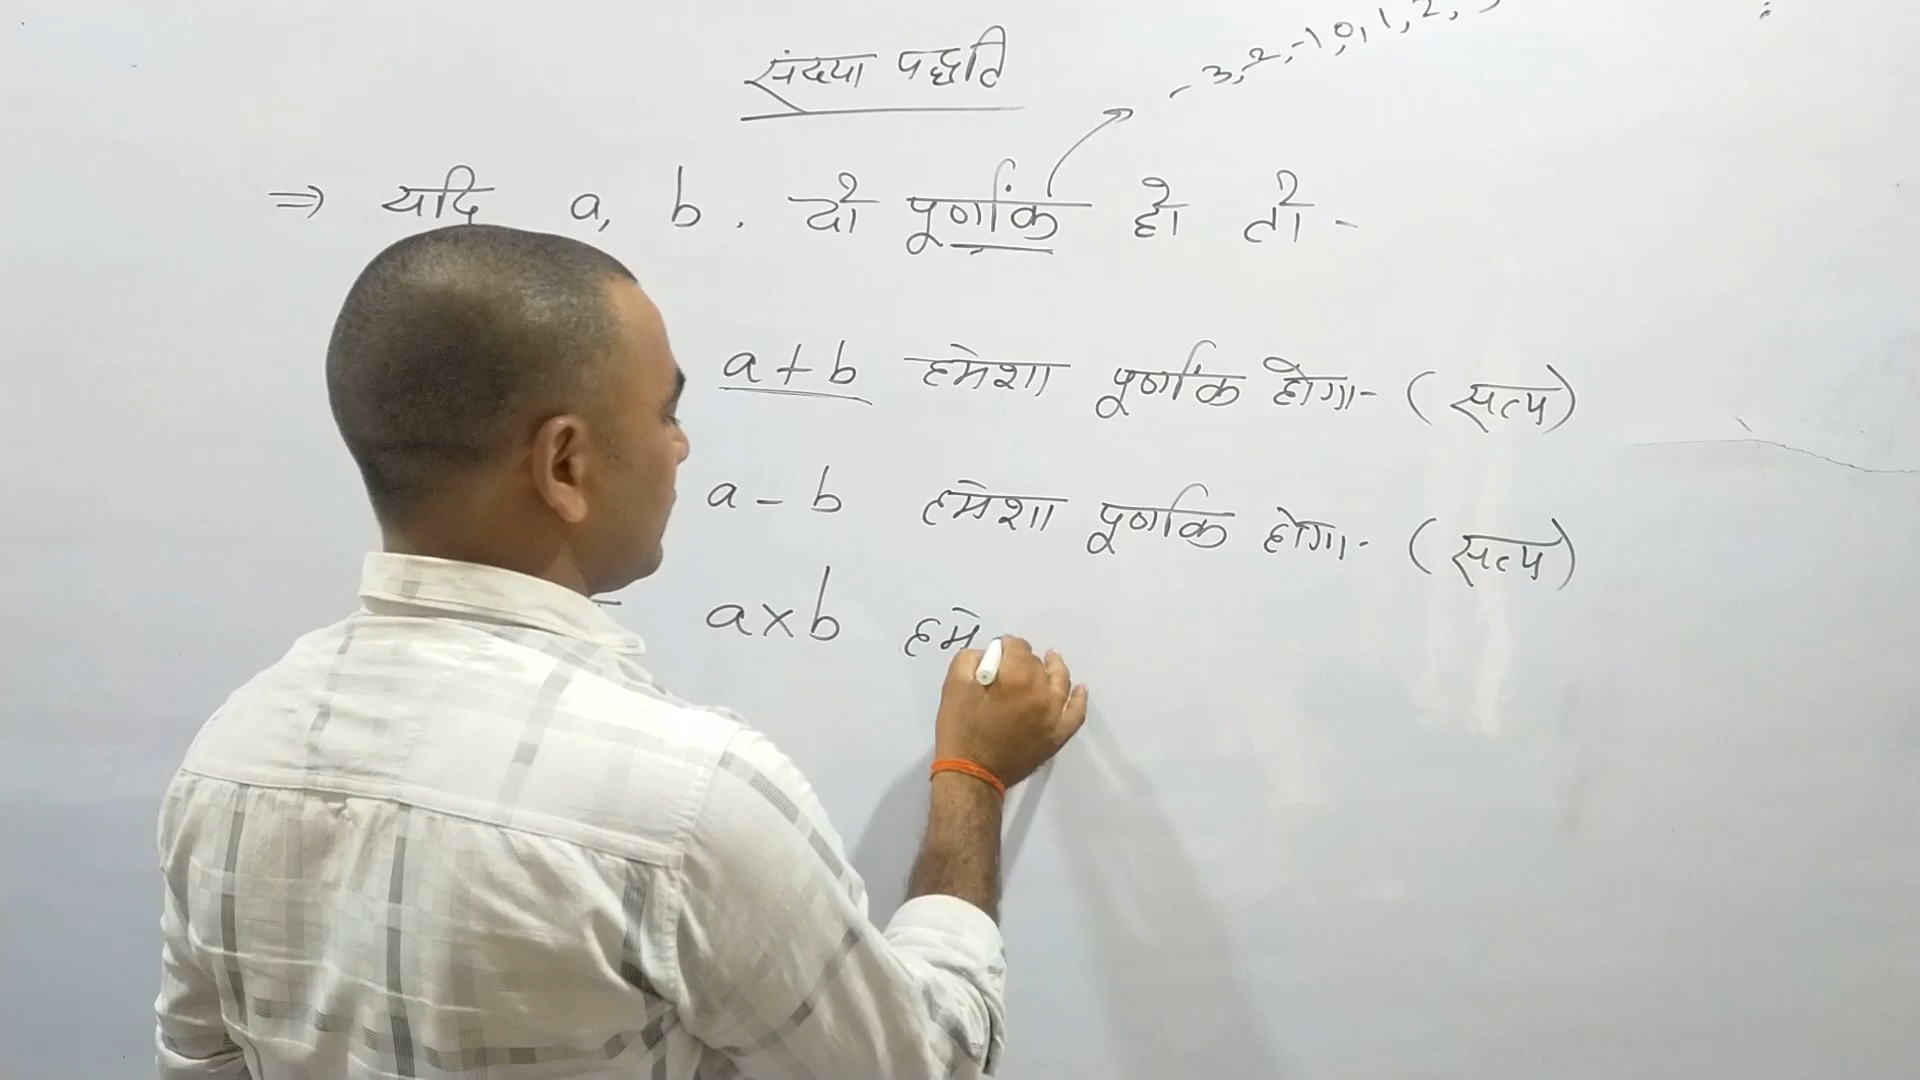 संख्या पद्धति
- 3, -2, -1, 0, 1, 2,
⇒ यदि a, b . दो पूर्णांक हो तो -
a + b हमेशा पूर्णांक होगा- (सत्य)
a - b हमेशा पूर्णांक होगा- (सत्य)
a × b हमे